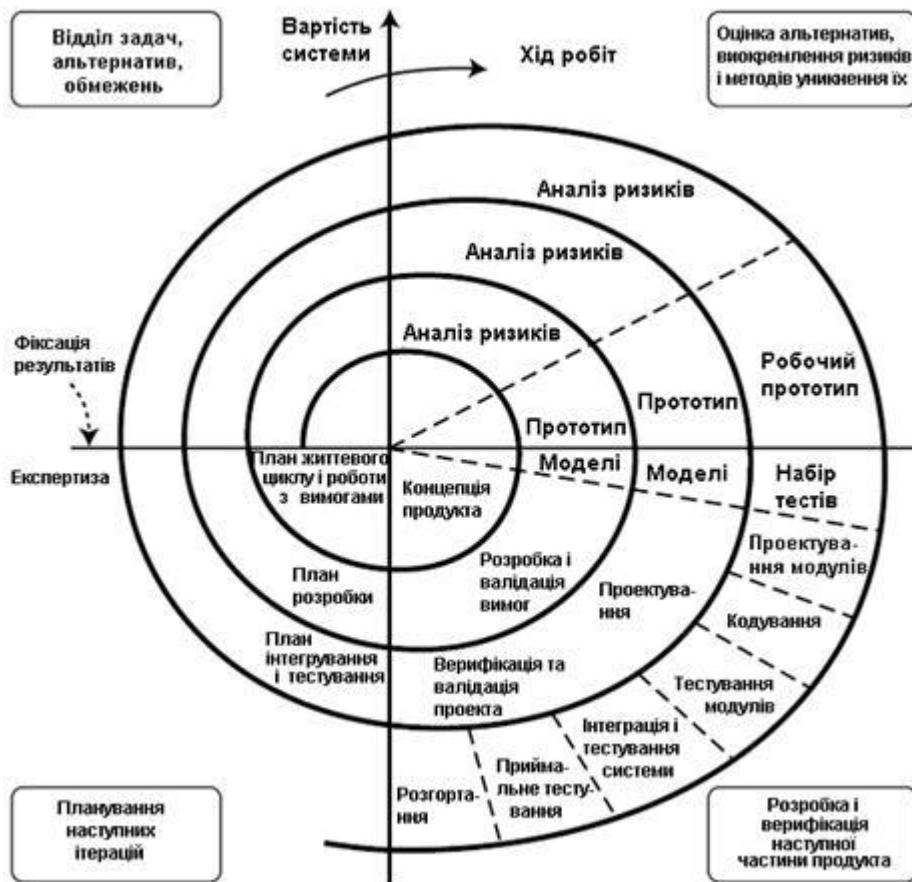 Відділ задач,
альтернатив,
обмежень
Вартість
системи
Хід робіт
Оцінка альтернатив,
виокремлення ризиків
і методів уникнення їх
Аналіз ризиків
Аналіз ризиків
Аналіз ризиків
Фіксація
результатів
Робочий
прототип
Прототип
Прототип
Експертиза
План життєвого
циклу і роботи
з вимогами
Концепція
продукта
Моделі
Моделі
Набір
тестів
Проектува-
ння модулів
План
розробки
Розробка і
валідація
вимог
Проектува-
ння
Кодування
План
інтегрування
і тестування
Верифікація та
валідація
проекта
Тестування
модулів
Інтеграція і
тестування
системи
Прийма-
льне тесту-
вання
Розгорта-
ння
Планування
наступних
ітерацій
Розробка і
верифікація
наступної
частини продукта